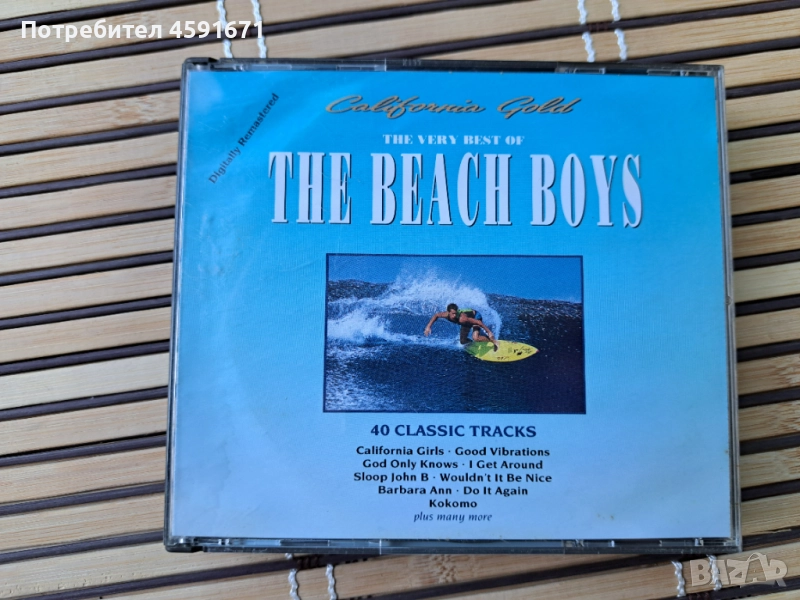 Потребител 4591671
California Gold
Digitally Remastered
THE VERY BEST OF
THE BEACH BOYS
40 CLASSIC TRACKS
California Girls · Good Vibrations
God Only Knows · I Get Around
Sloop John B · Wouldn't It Be Nice
Barbara Ann · Do It Again
Kokomo
plus many more
BAZAR